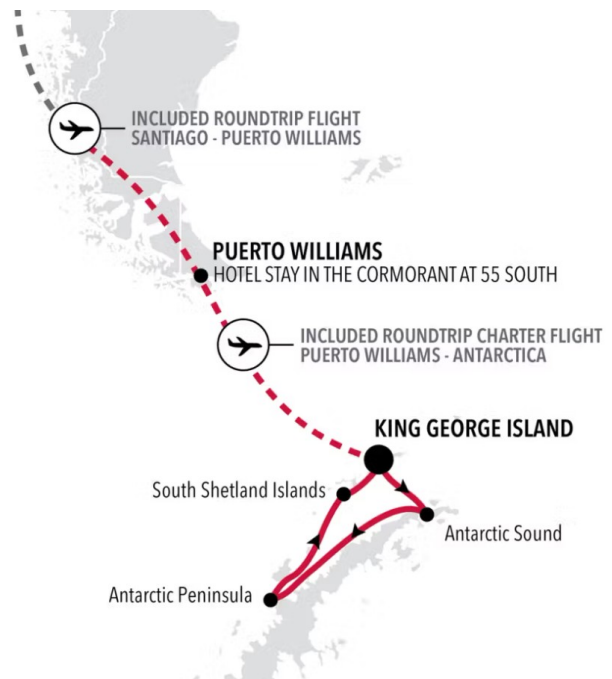 INCLUDED ROUNDTRIP FLIGHT
SANTIAGO - PUERTO WILLIAMS
PUERTO WILLIAMS
HOTEL STAY IN THE CORMORANT AT 55 SOUTH
INCLUDED ROUNDTRIP CHARTER FLIGHT
PUERTO WILLIAMS - ANTARCTICA
KING GEORGE ISLAND
South Shetland Islands
Antarctic Sound
Antarctic Peninsula